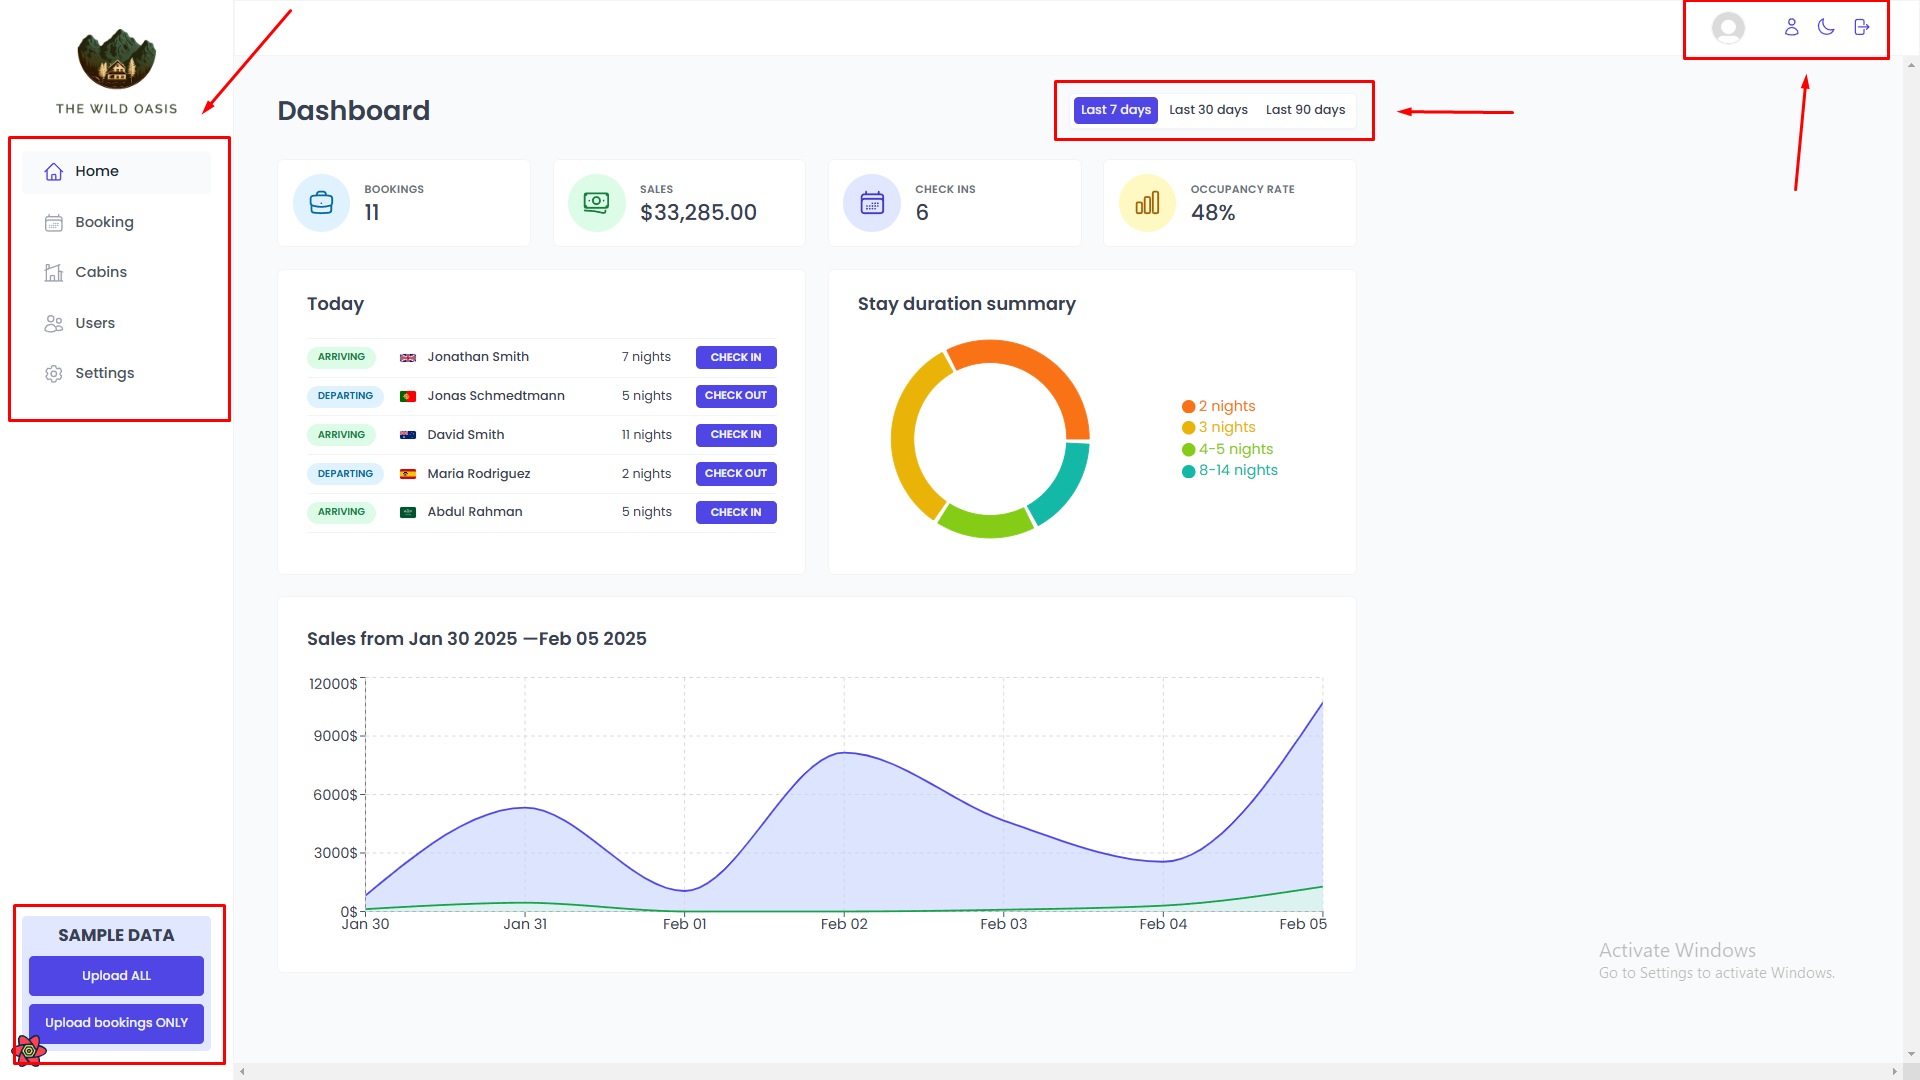 THE WILD OASIS
Home
Booking
Cabins
Users
Settings
SAMPLE DATA
Upload ALL
Upload bookings ONLY
Dashboard
Last 7 days Last 30 days Last 90 days
BOOKINGS
11
SALES
$33,285.00
CHECK INS
6
OCCUPANCY RATE
48%
Today
ARRIVING Jonathan Smith 7 nights CHECK IN
DEPARTING Jonas Schmedtmann 5 nights CHECK OUT
ARRIVING David Smith 11 nights CHECK IN
DEPARTING Maria Rodriguez 2 nights CHECK OUT
ARRIVING Abdul Rahman 5 nights CHECK IN
Stay duration summary
2 nights
3 nights
4-5 nights
8-14 nights
Sales from Jan 30 2025 —Feb 05 2025
12000$
9000$
6000$
3000$
0$
Jan 30 Jan 31 Feb 01 Feb 02 Feb 03 Feb 04 Feb 05
Activate Windows
Go to Settings to activate Windows.